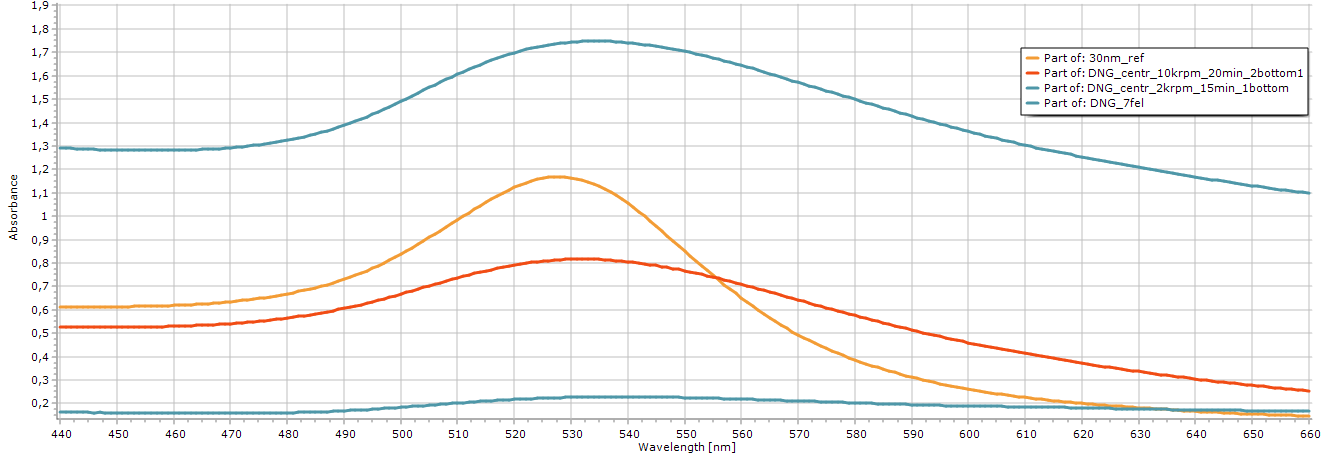 1,9
1,8
1,7
1,6
1,5
1,4
1,3
1,2
1,1
1
0,9
0,8
0,7
0,6
0,5
0,4
0,3
0,2
Absorbance
Part of: 30nm_ref
Part of: DNG_centr_10krpm_20min_2bottom1
Part of: DNG_centr_2krpm_15min_1bottom
Part of: DNG_7fel
440 450 460 470 480 490 500 510 520 530 540 550 560 570 580 590 600 610 620 630 640 650 660
Wavelength [nm]